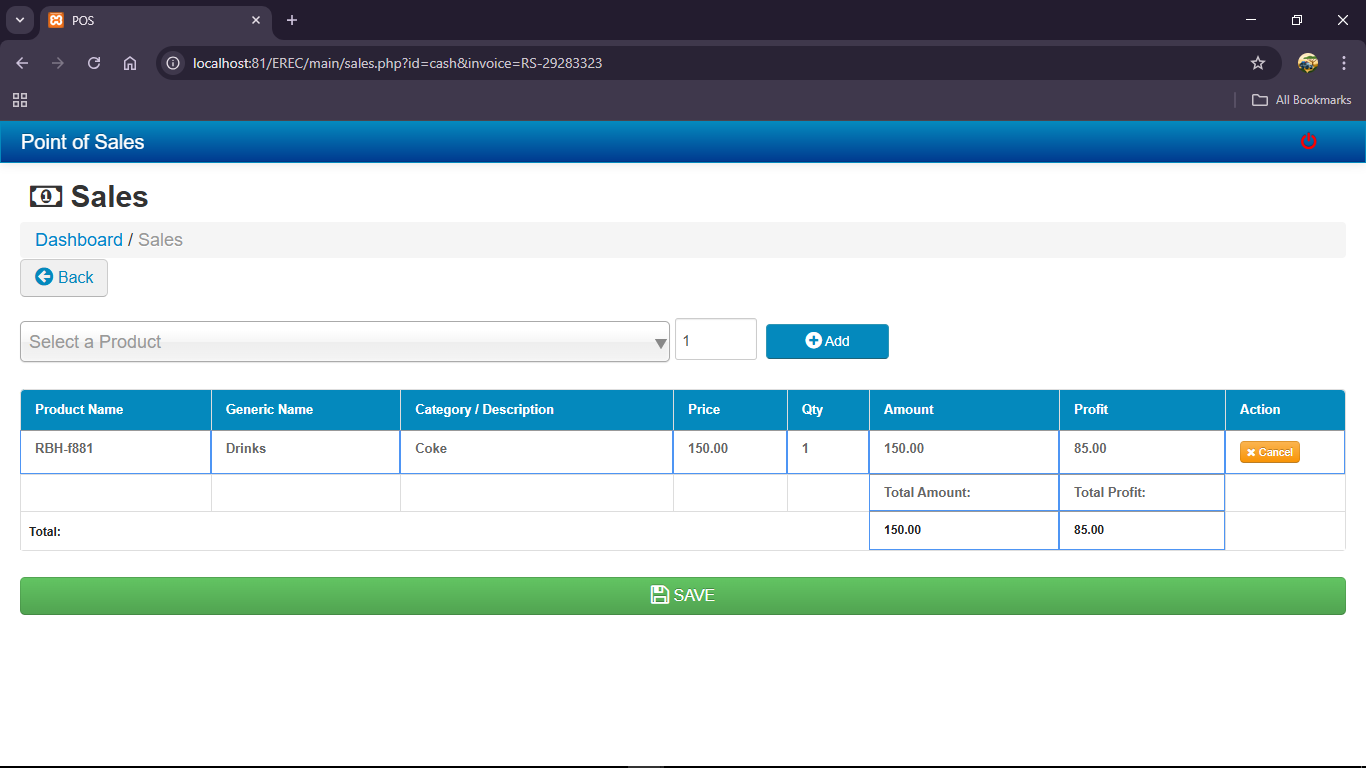 POS
localhost:81/EREC/main/sales.php?id=cash&invoice=RS-29283323
All Bookmarks
Point of Sales
1 Sales
Dashboard / Sales
Back
Select a Product 1 Add
Product Name Generic Name Category / Description Price Qty Amount Profit Action
RBH-f881 Drinks Coke 150.00 1 150.00 85.00 Cancel
Total Amount: Total Profit:
Total: 150.00 85.00
SAVE